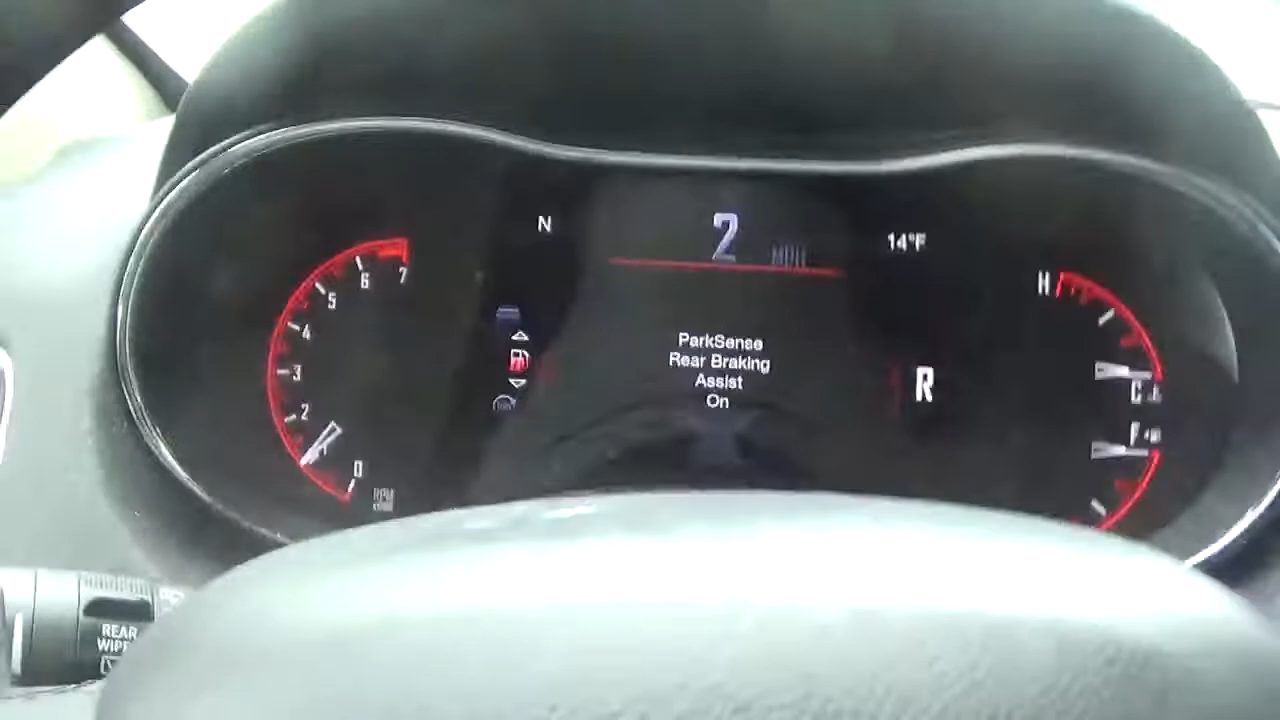 N
2
MPH
14°F
7
6
5
4
3
2
1
0
RPM
H
C
F
ParkSense
Rear Braking
Assist
On
R
REAR
WIPE